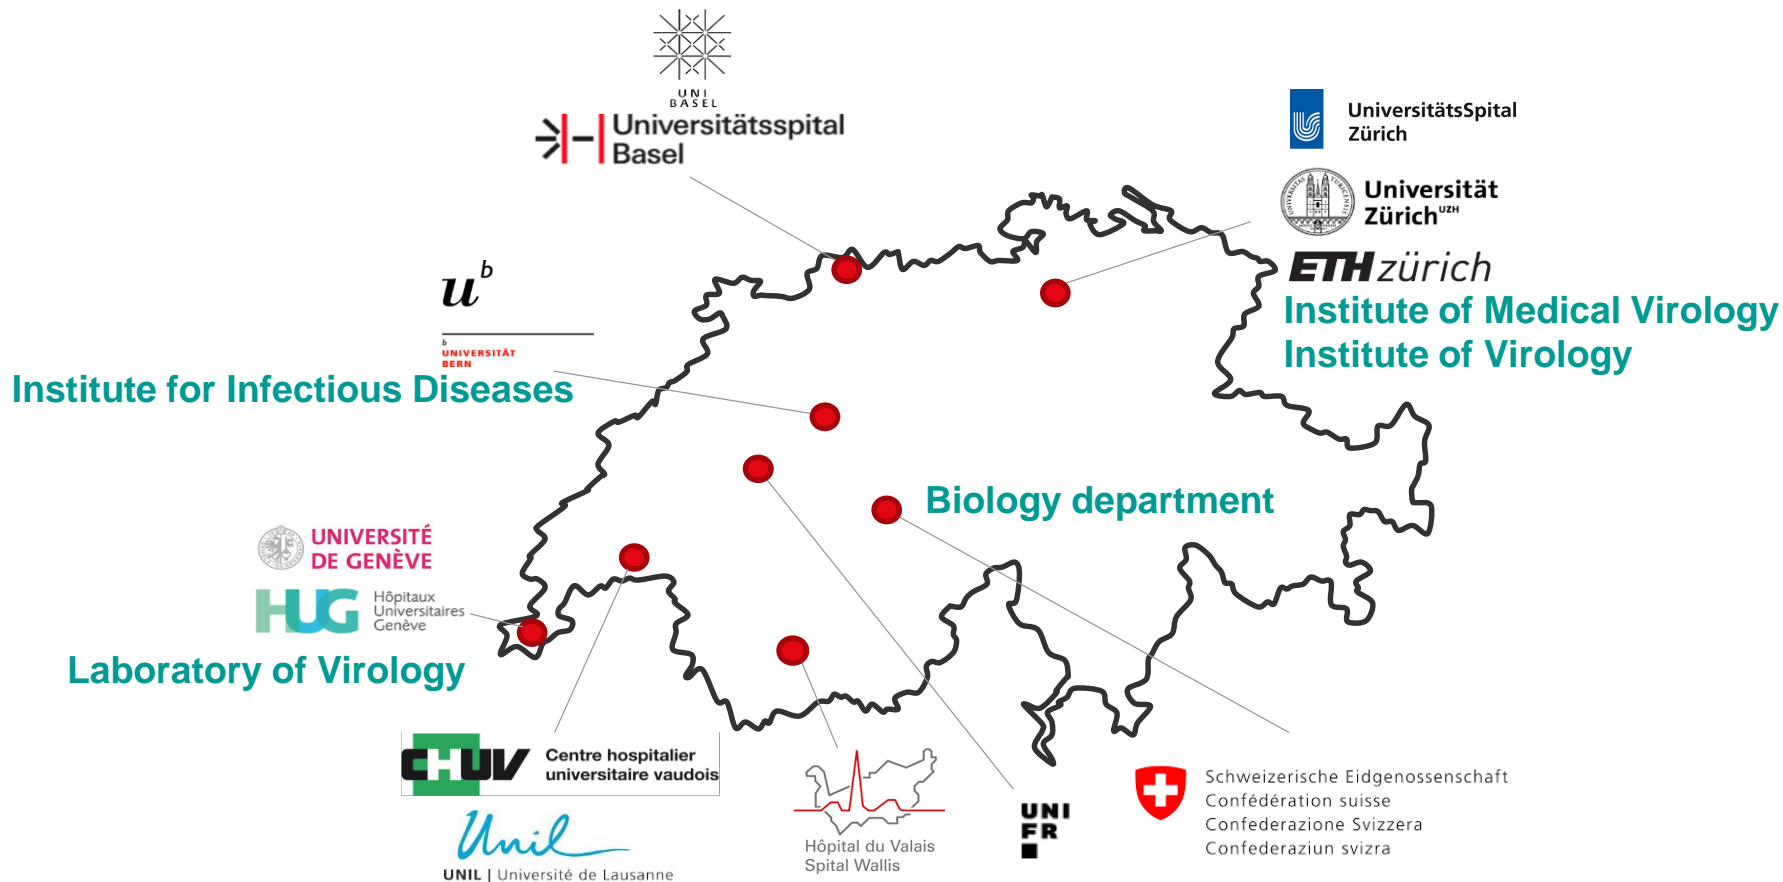 UNI
BASEL
Universitätsspital
Basel
UniversitätsSpital
Zürich
Universität
Zürich UZH
ETH zürich
Institute of Medical Virology
Institute of Virology
u b
b
UNIVERSITÄT
BERN
Institute for Infectious Diseases
Biology department
UNIVERSITÉ
DE GENÈVE
HUG
Hôpitaux
Universitaires
Genève
Laboratory of Virology
CHUV
Centre hospitalier
universitaire vaudois
Unil
UNIL | Université de Lausanne
Hôpital du Valais
Spital Wallis
UNI
FR
Schweizerische Eidgenossenschaft
Confédération suisse
Confederazione Svizzera
Confederaziun svizra